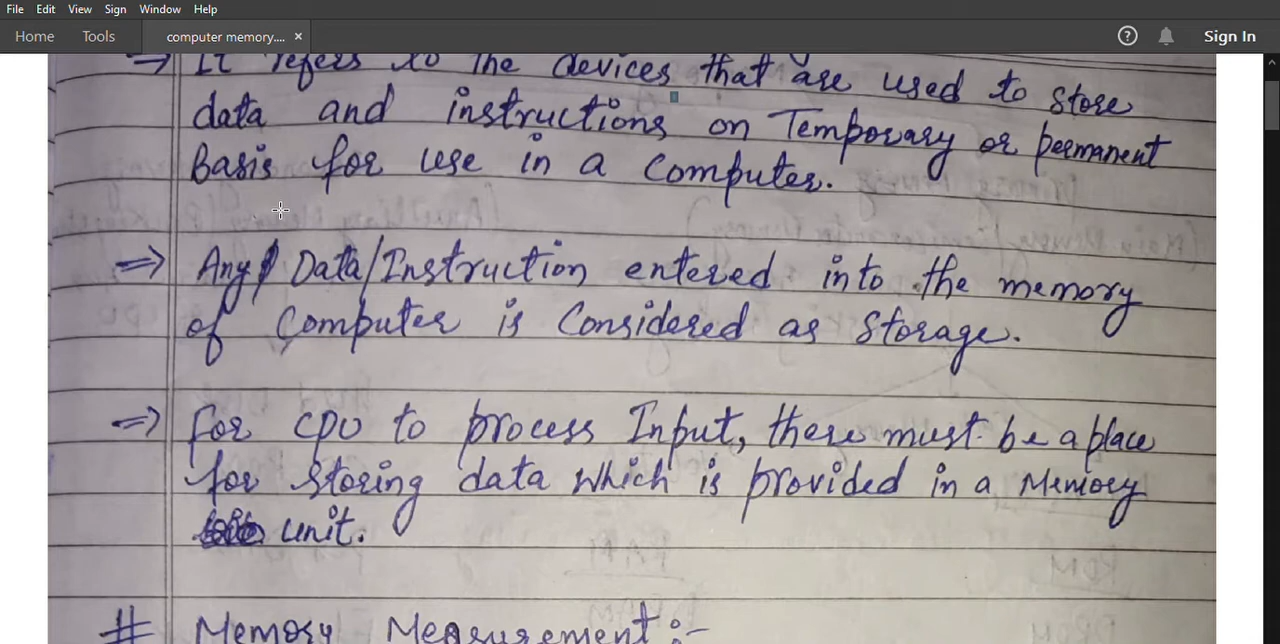 File Edit View Sign Window Help
Home Tools computer memory.... × Sign In
⇒ It refers to the devices that are used to store
data and instructions on Temporary or permanent
Basis for use in a Computer.
⇒ Any Data/Instruction entered into the memory
of Computer is Considered as Storage.
⇒ For CPU to process Input, there must be a place
for storing data which is provided in a Memory
unit.
# Memory Measurement:-